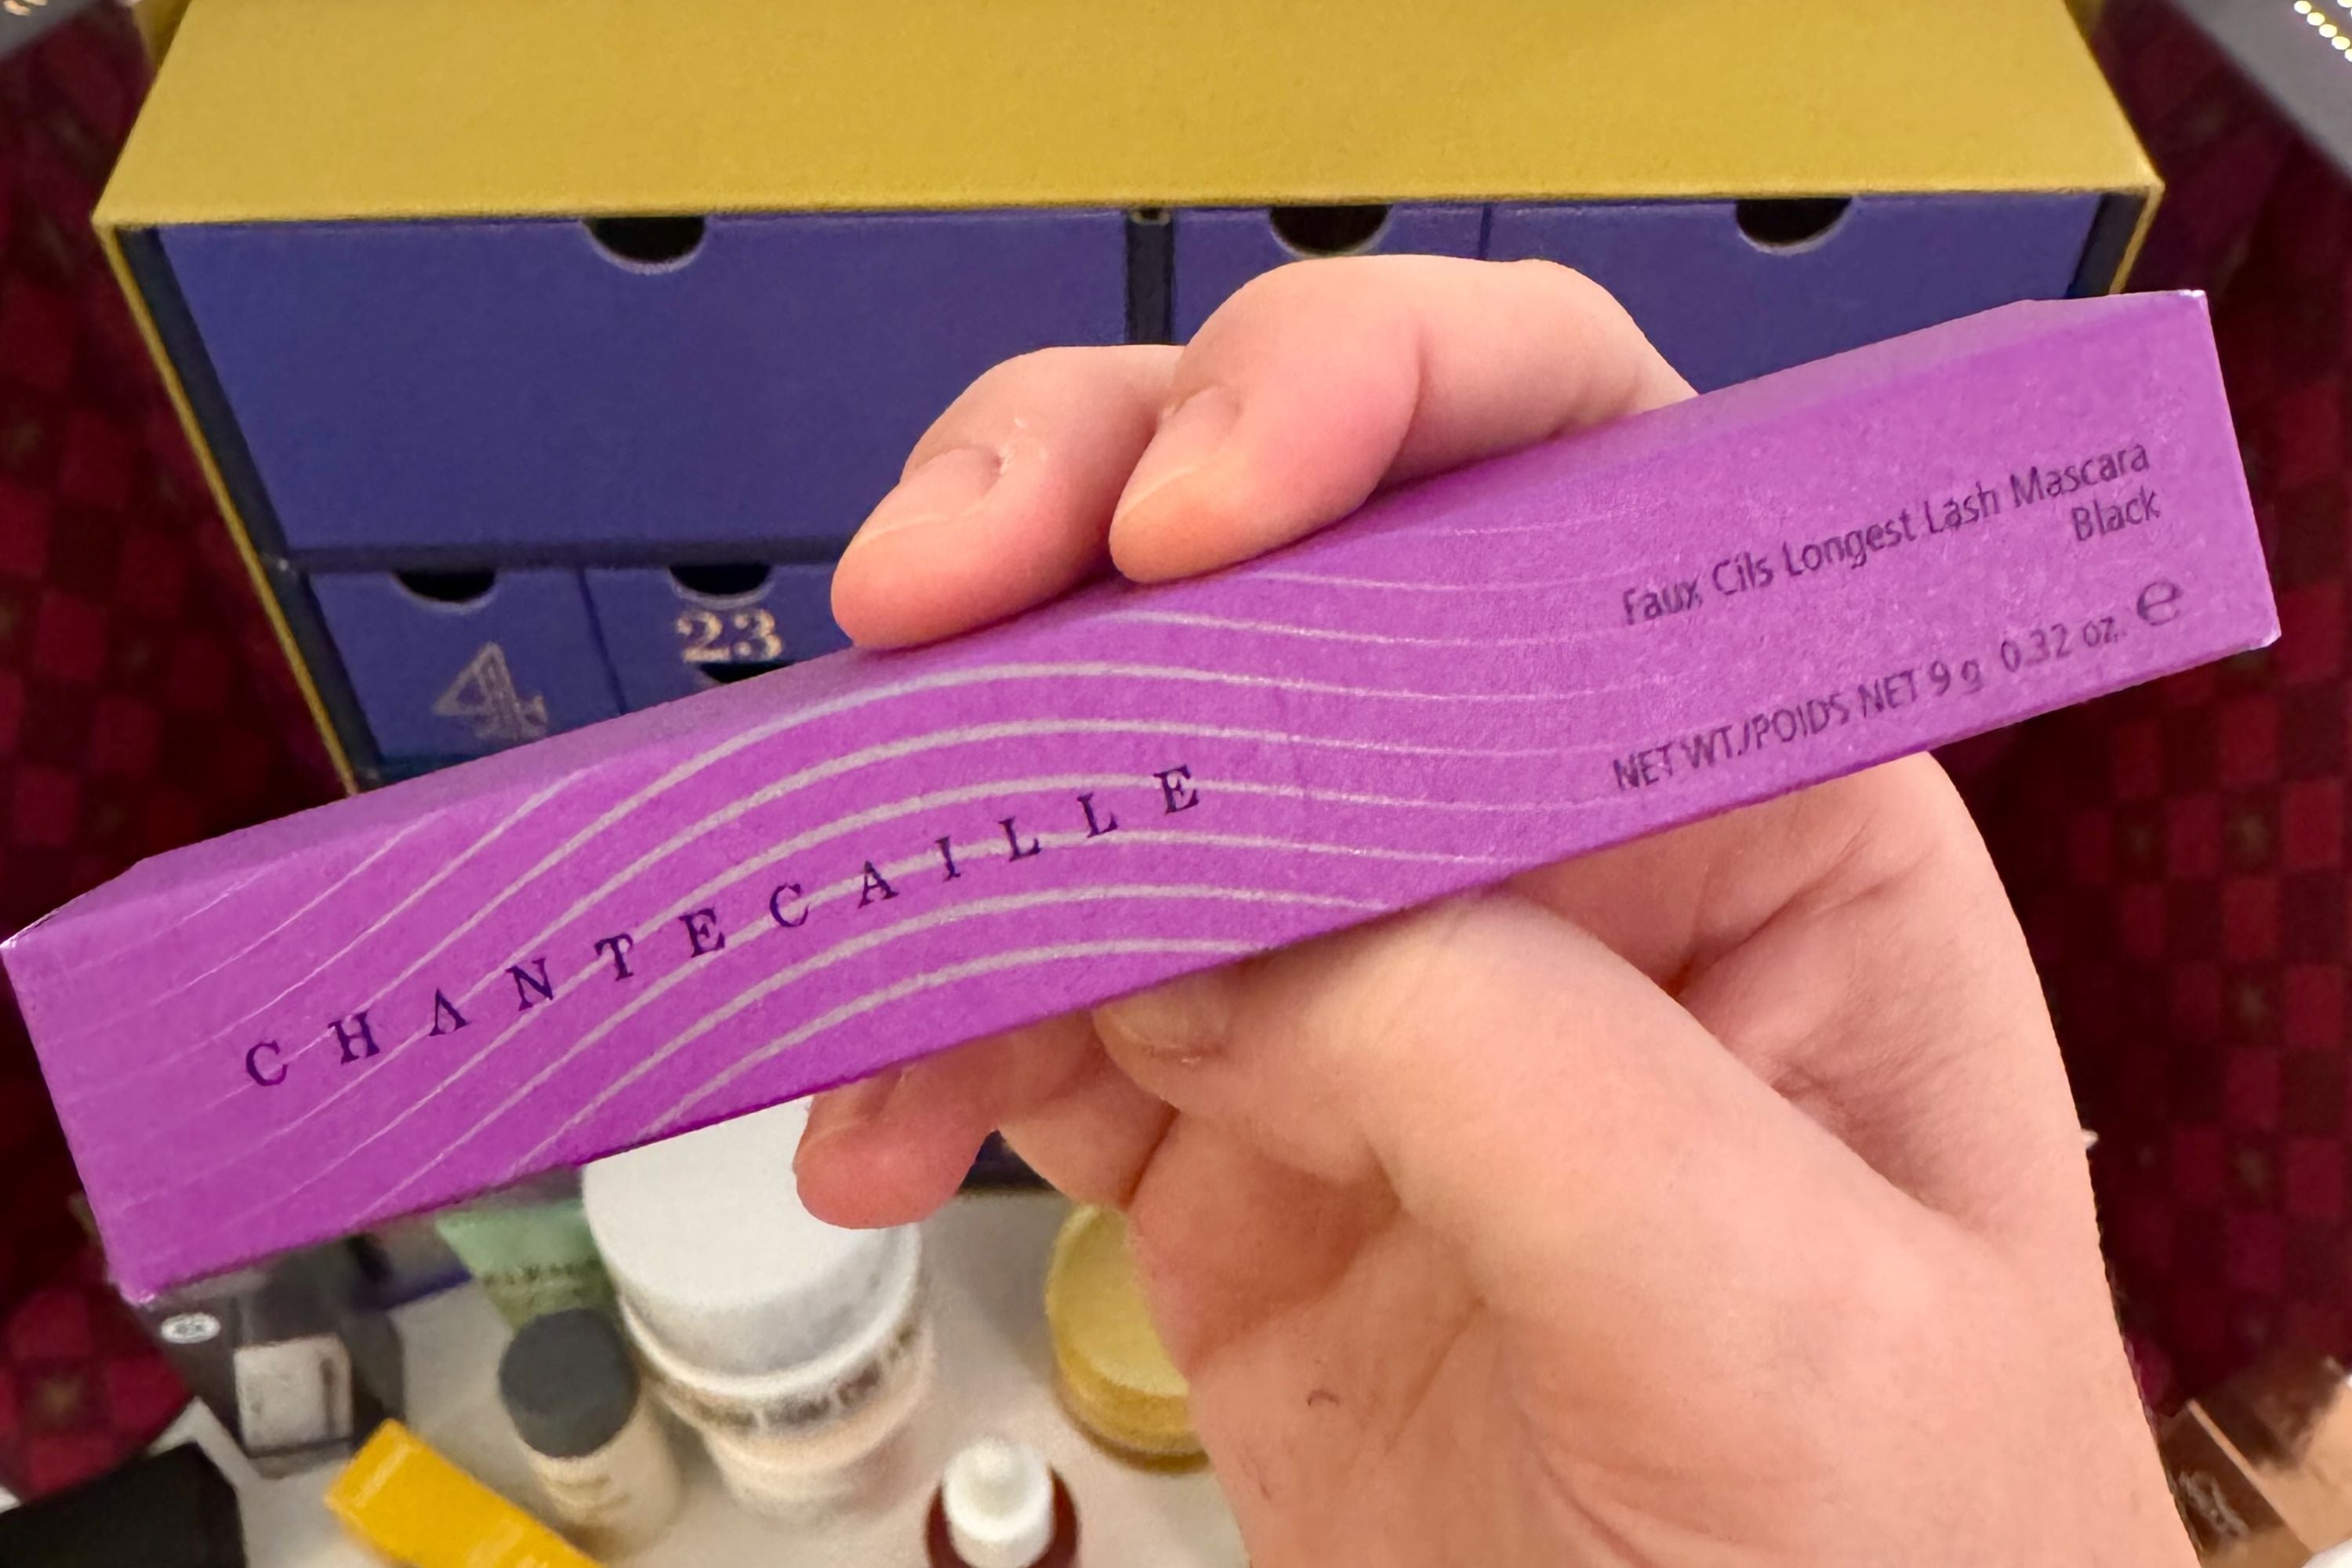 4
23
Faux Cils Longest Lash Mascara
Black
CHANTECAILLE
NET WT./POIDS NET 9 g 0.32 oz. ℮